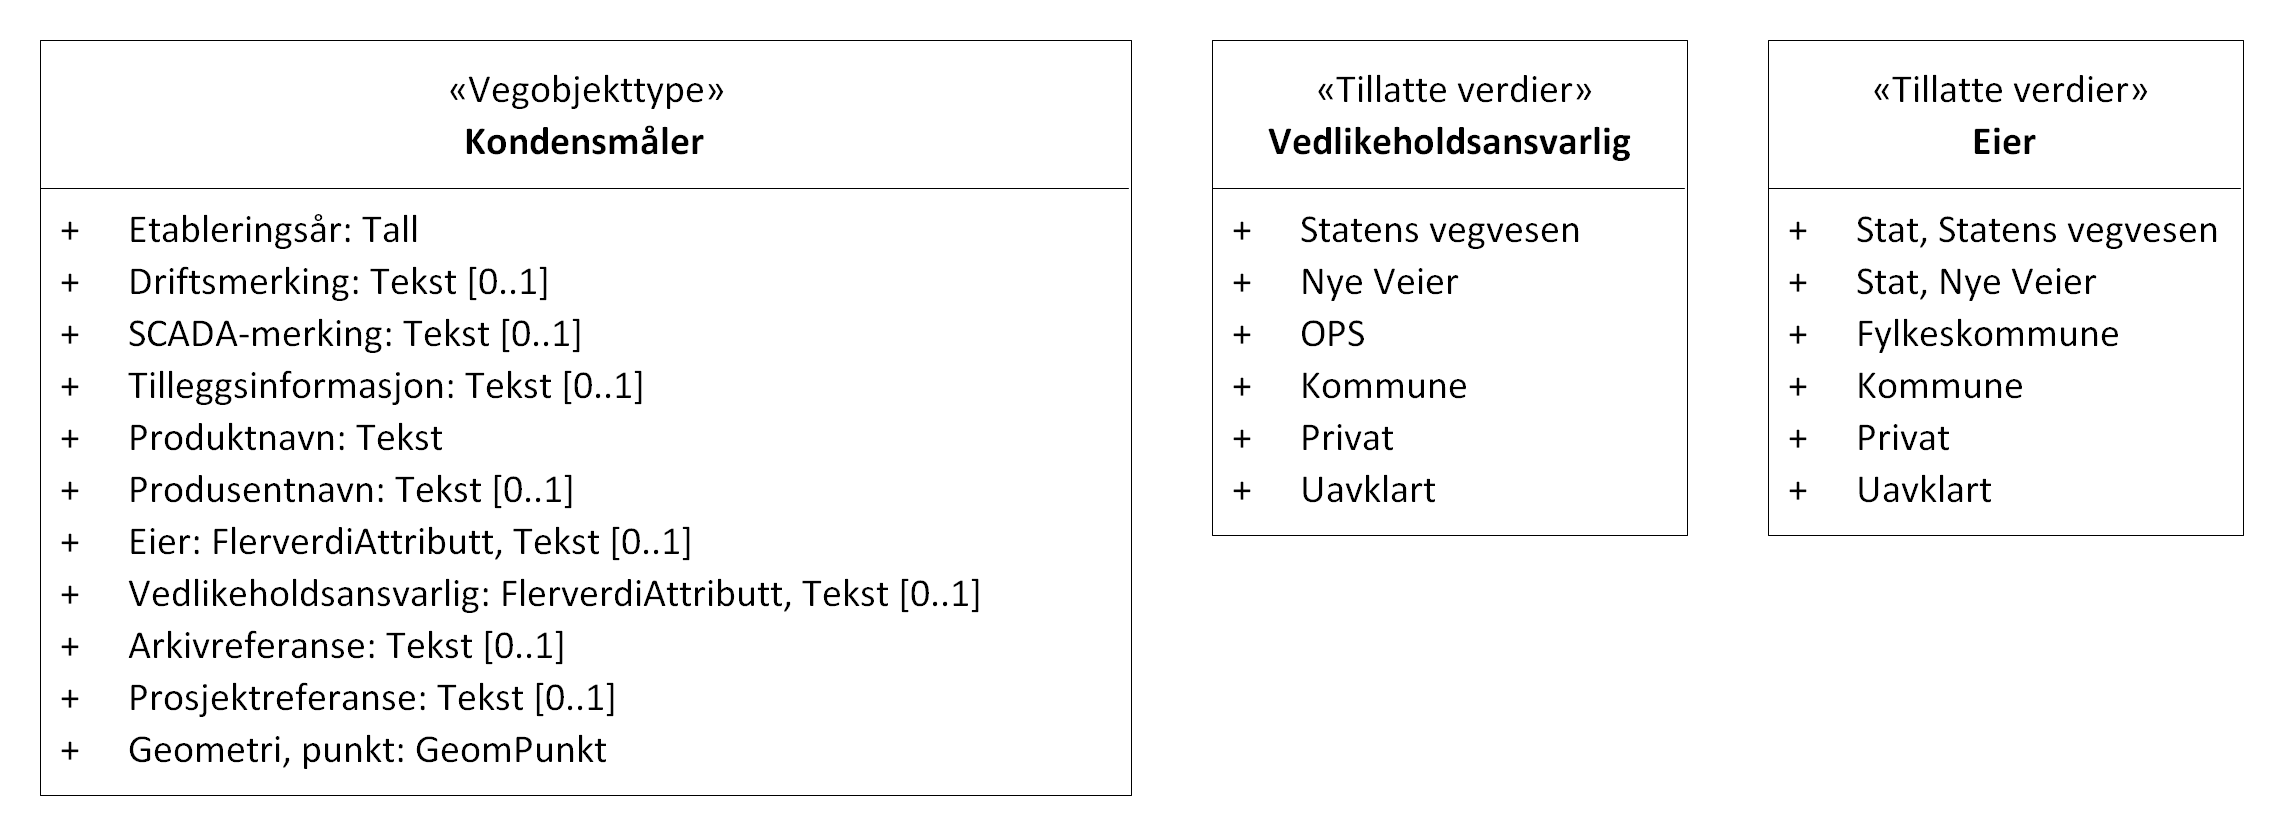 «Vegobjekttype»
Kondensmåler
+ Etableringsår: Tall
+ Driftsmerking: Tekst [0..1]
+ SCADA-merking: Tekst [0..1]
+ Tilleggsinformasjon: Tekst [0..1]
+ Produktnavn: Tekst
+ Produsentnavn: Tekst [0..1]
+ Eier: FlerverdiAttributt, Tekst [0..1]
+ Vedlikeholdsansvarlig: FlerverdiAttributt, Tekst [0..1]
+ Arkivreferanse: Tekst [0..1]
+ Prosjektreferanse: Tekst [0..1]
+ Geometri, punkt: GeomPunkt
«Tillatte verdier»
Vedlikeholdsansvarlig
+ Statens vegvesen
+ Nye Veier
+ OPS
+ Kommune
+ Privat
+ Uavklart
«Tillatte verdier»
Eier
+ Stat, Statens vegvesen
+ Stat, Nye Veier
+ Fylkeskommune
+ Kommune
+ Privat
+ Uavklart